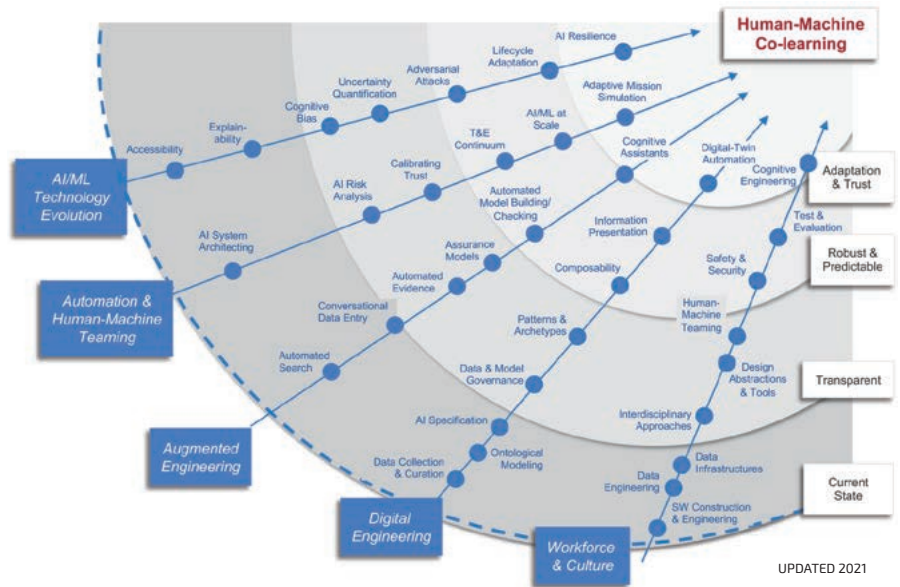 Human-Machine
Co-learning
AI Resilience
Lifecycle
Adaptation
Adversarial
Attacks
Uncertainty
Quantification
Cognitive
Bias
Explain-
ability
Accessibility
AI/ML
Technology
Evolution
Adaptive Mission
Simulation
AI/ML at
Scale
T&E
Continuum
Calibrating
Trust
AI Risk
Analysis
AI System
Architecting
Automation &
Human-Machine
Teaming
Cognitive
Assistants
Automated
Model Building/
Checking
Assurance
Models
Automated
Evidence
Conversational
Data Entry
Automated
Search
Augmented
Engineering
Digital-Twin
Automation
Information
Presentation
Composability
Patterns &
Archetypes
Data & Model
Governance
AI Specification
Ontological
Modeling
Data Collection
& Curation
Digital
Engineering
Cognitive
Engineering
Test &
Evaluation
Safety &
Security
Human-
Machine
Teaming
Design
Abstractions
& Tools
Interdisciplinary
Approaches
Data
Infrastructures
Data
Engineering
SW Construction
& Engineering
Workforce
& Culture
Adaptation
& Trust
Robust &
Predictable
Transparent
Current
State
UPDATED 2021